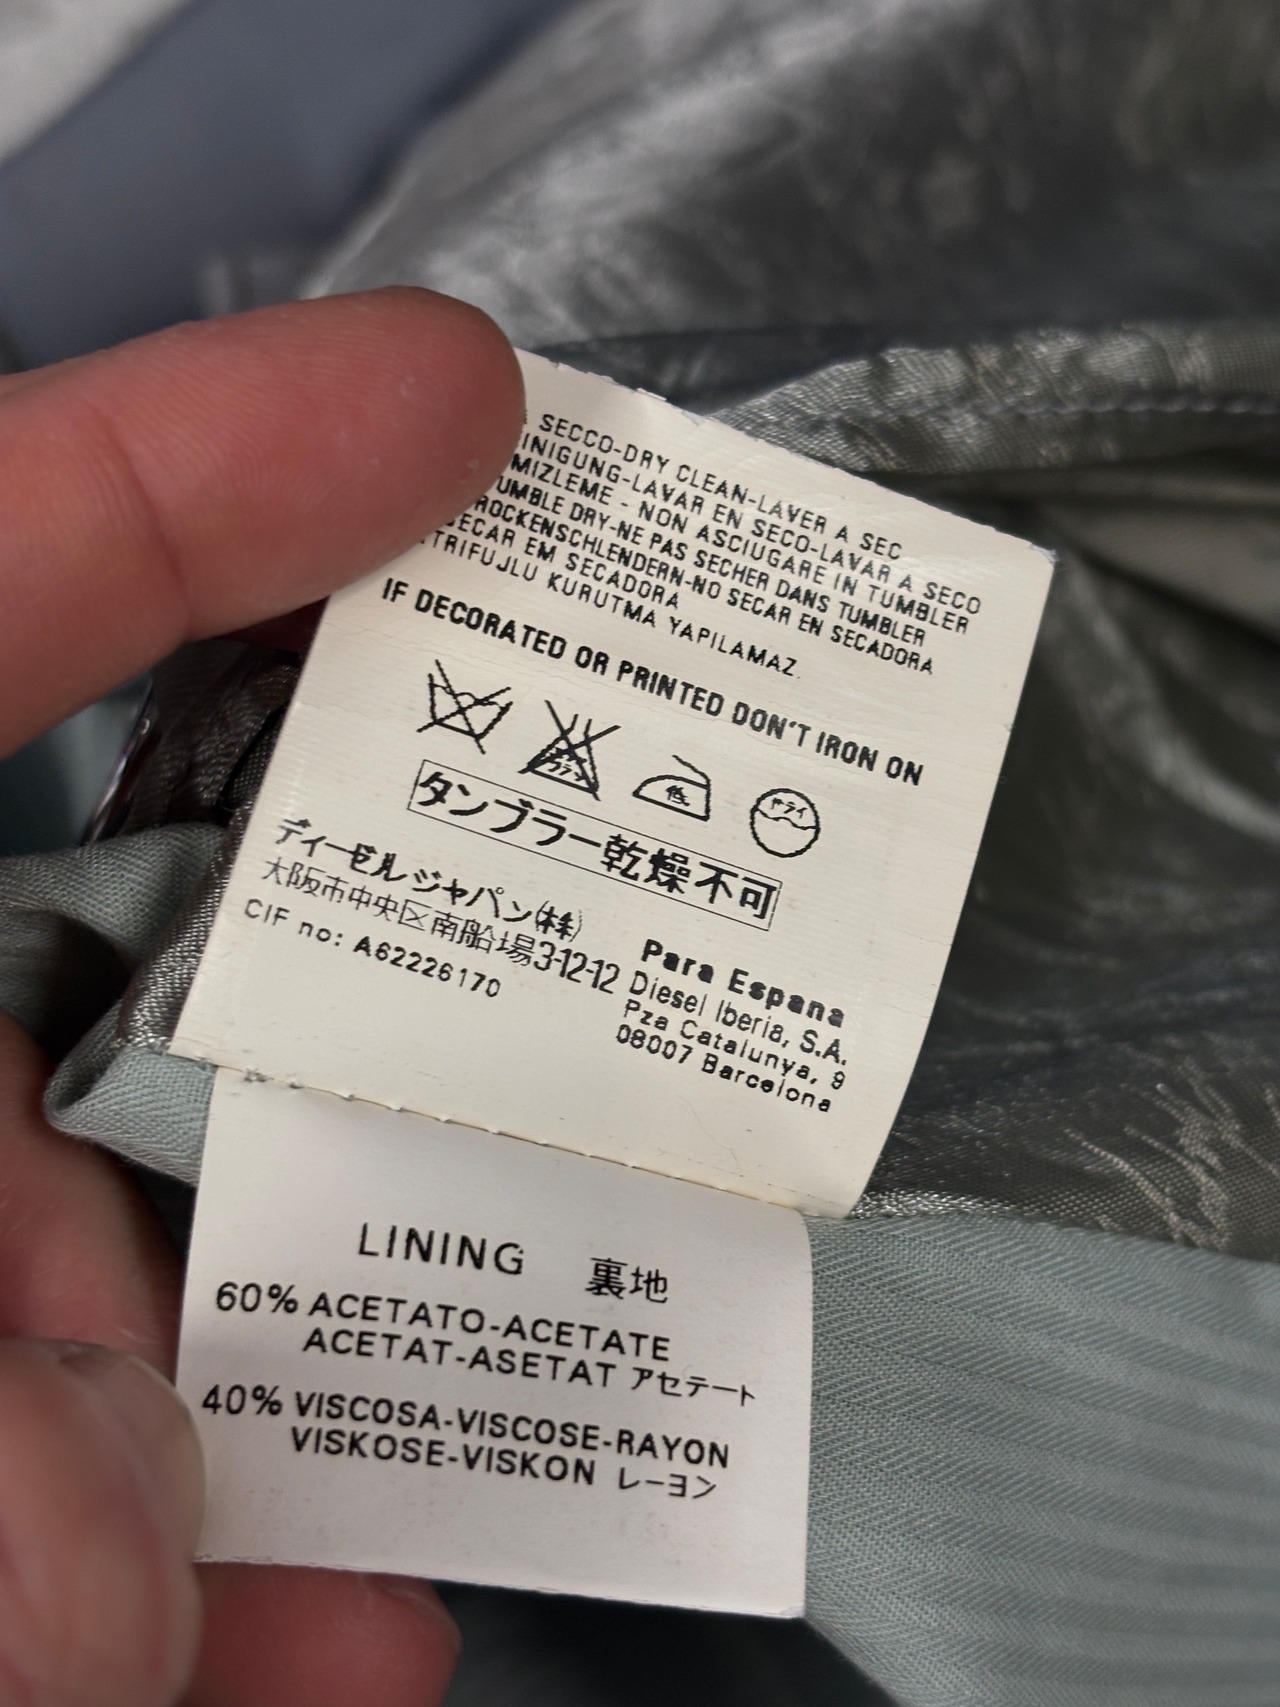 SECCO-DRY CLEAN-LAVER A SEC
INIGUNG-LAVAR EN SECO-LAVAR A SECO
MIZLEME - NON ASCIUGARE IN TUMBLER
UMBLE DRY-NE PAS SECHER DANS TUMBLER
ROCKENSCHLENDERN-NO SECAR EN SECADORA
SECAR EM SECADORA
TRIFUJLU KURUTMA YAPILAMAZ.
IF DECORATED OR PRINTED DON'T IRON ON
低 ドライ
タンブラー乾燥不可
ディーゼルジャパン(株)
大阪市中央区南船場3-12-12
CIF no: A62226170
Para Espana
Diesel Iberia, S.A.
Pza Catalunya, 9
08007 Barcelona
LINING 裏地
60% ACETATO-ACETATE
ACETAT-ASETAT アセテート
40% VISCOSA-VISCOSE-RAYON
VISKOSE-VISKON レーヨン